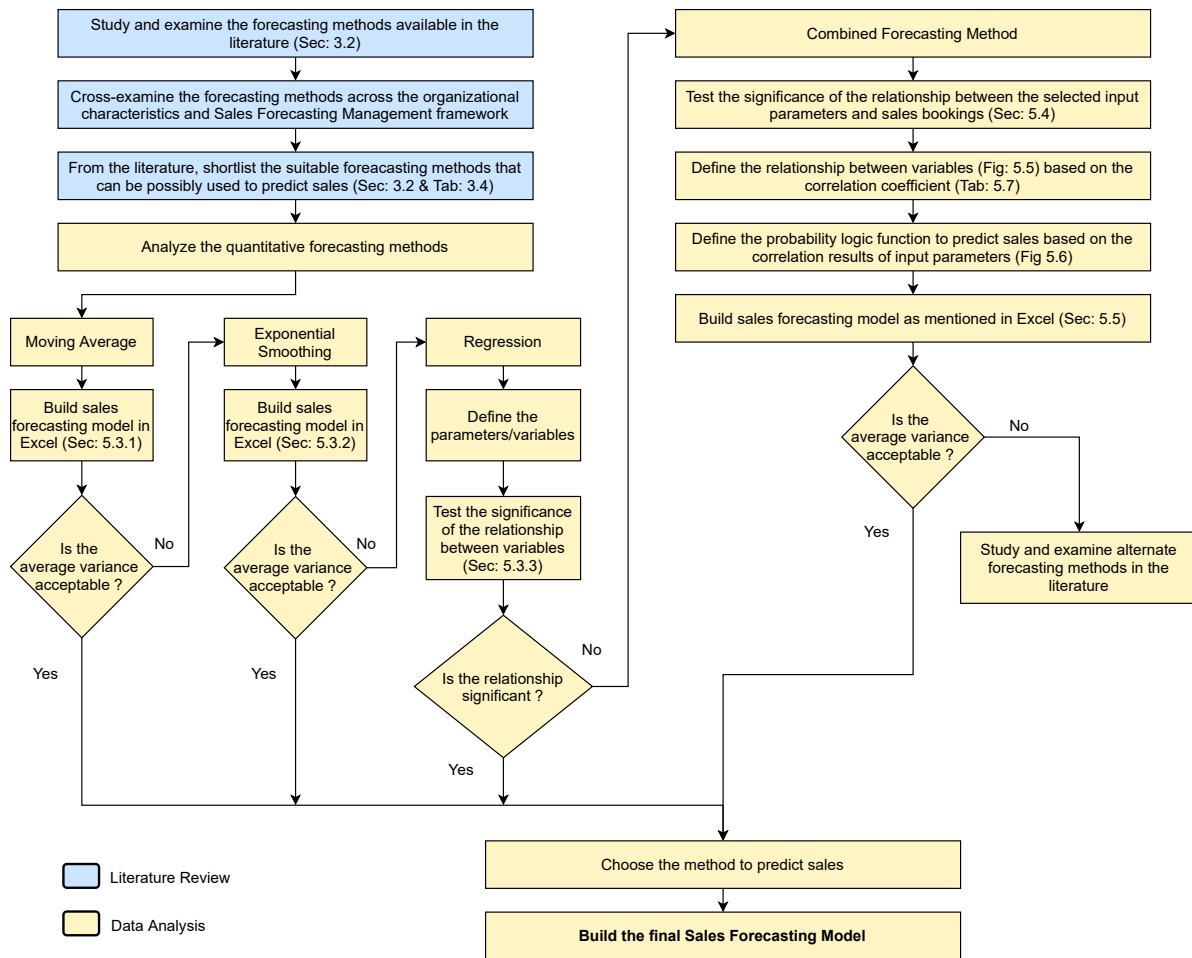 Study and examine the forecasting methods available in the
literature (Sec: 3.2)
Cross-examine the forecasting methods across the organizational
characteristics and Sales Forecasting Management framework
From the literature, shortlist the suitable foreacasting methods that
can be possibly used to predict sales (Sec: 3.2 & Tab: 3.4)
Analyze the quantitative forecasting methods
Moving Average
Build sales
forecasting model in
Excel (Sec: 5.3.1)
Is the
average variance
acceptable ?
No
Yes
Exponential
Smoothing
Build sales
forecasting model in
Excel (Sec: 5.3.2)
Is the
average variance
acceptable ?
No
Yes
Regression
Define the
parameters/variables
Test the significance
of the relationship
between variables
(Sec: 5.3.3)
Is the relationship
significant ?
No
Yes
Combined Forecasting Method
Test the significance of the relationship between the selected input
parameters and sales bookings (Sec: 5.4)
Define the relationship between variables (Fig: 5.5) based on the
correlation coefficient (Tab: 5.7)
Define the probability logic function to predict sales based on the
correlation results of input parameters (Fig 5.6)
Build sales forecasting model as mentioned in Excel (Sec: 5.5)
Is the
average variance
acceptable ?
No
Yes
Study and examine alternate
forecasting methods in the
literature
Choose the method to predict sales
Build the final Sales Forecasting Model
Literature Review
Data Analysis